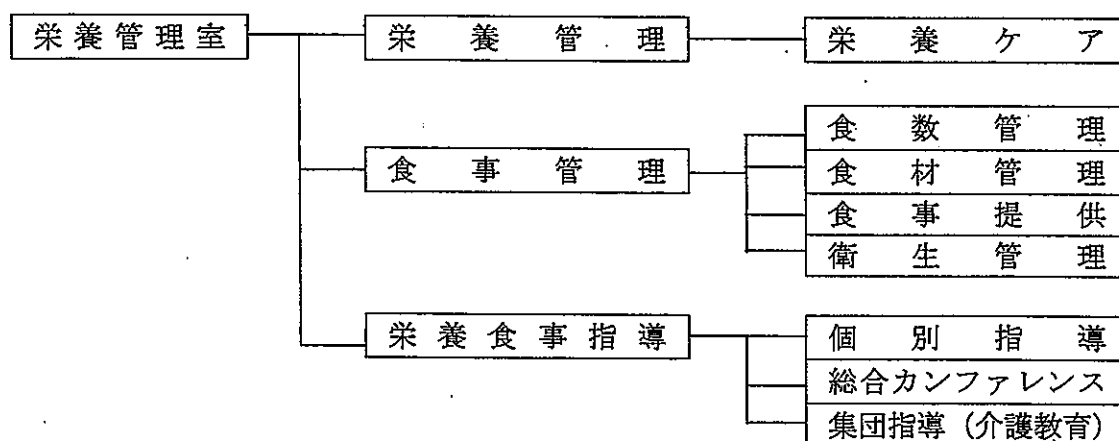 栄養管理室
栄養管理
栄養ケア
食事管理
食数管理
食材管理
食事提供
衛生管理
栄養食事指導
個別指導
総合カンファレンス
集団指導(介護教育)